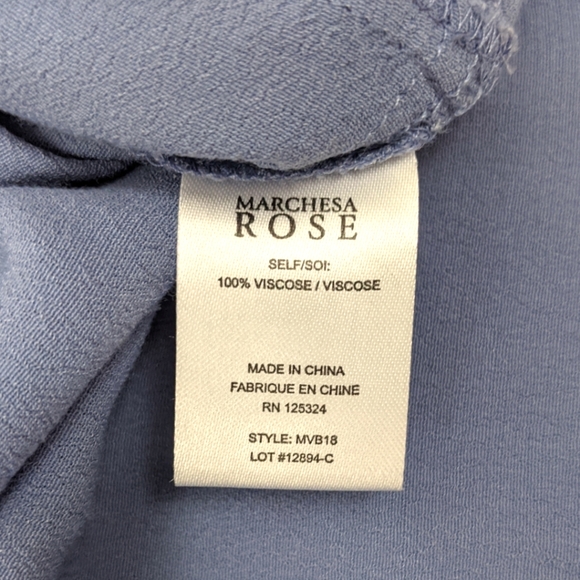 MARCHESA
ROSE
SELF/SOI:
100% VISCOSE / VISCOSE
MADE IN CHINA
FABRIQUE EN CHINE
RN 125324
STYLE: MVB18
LOT #12894-C